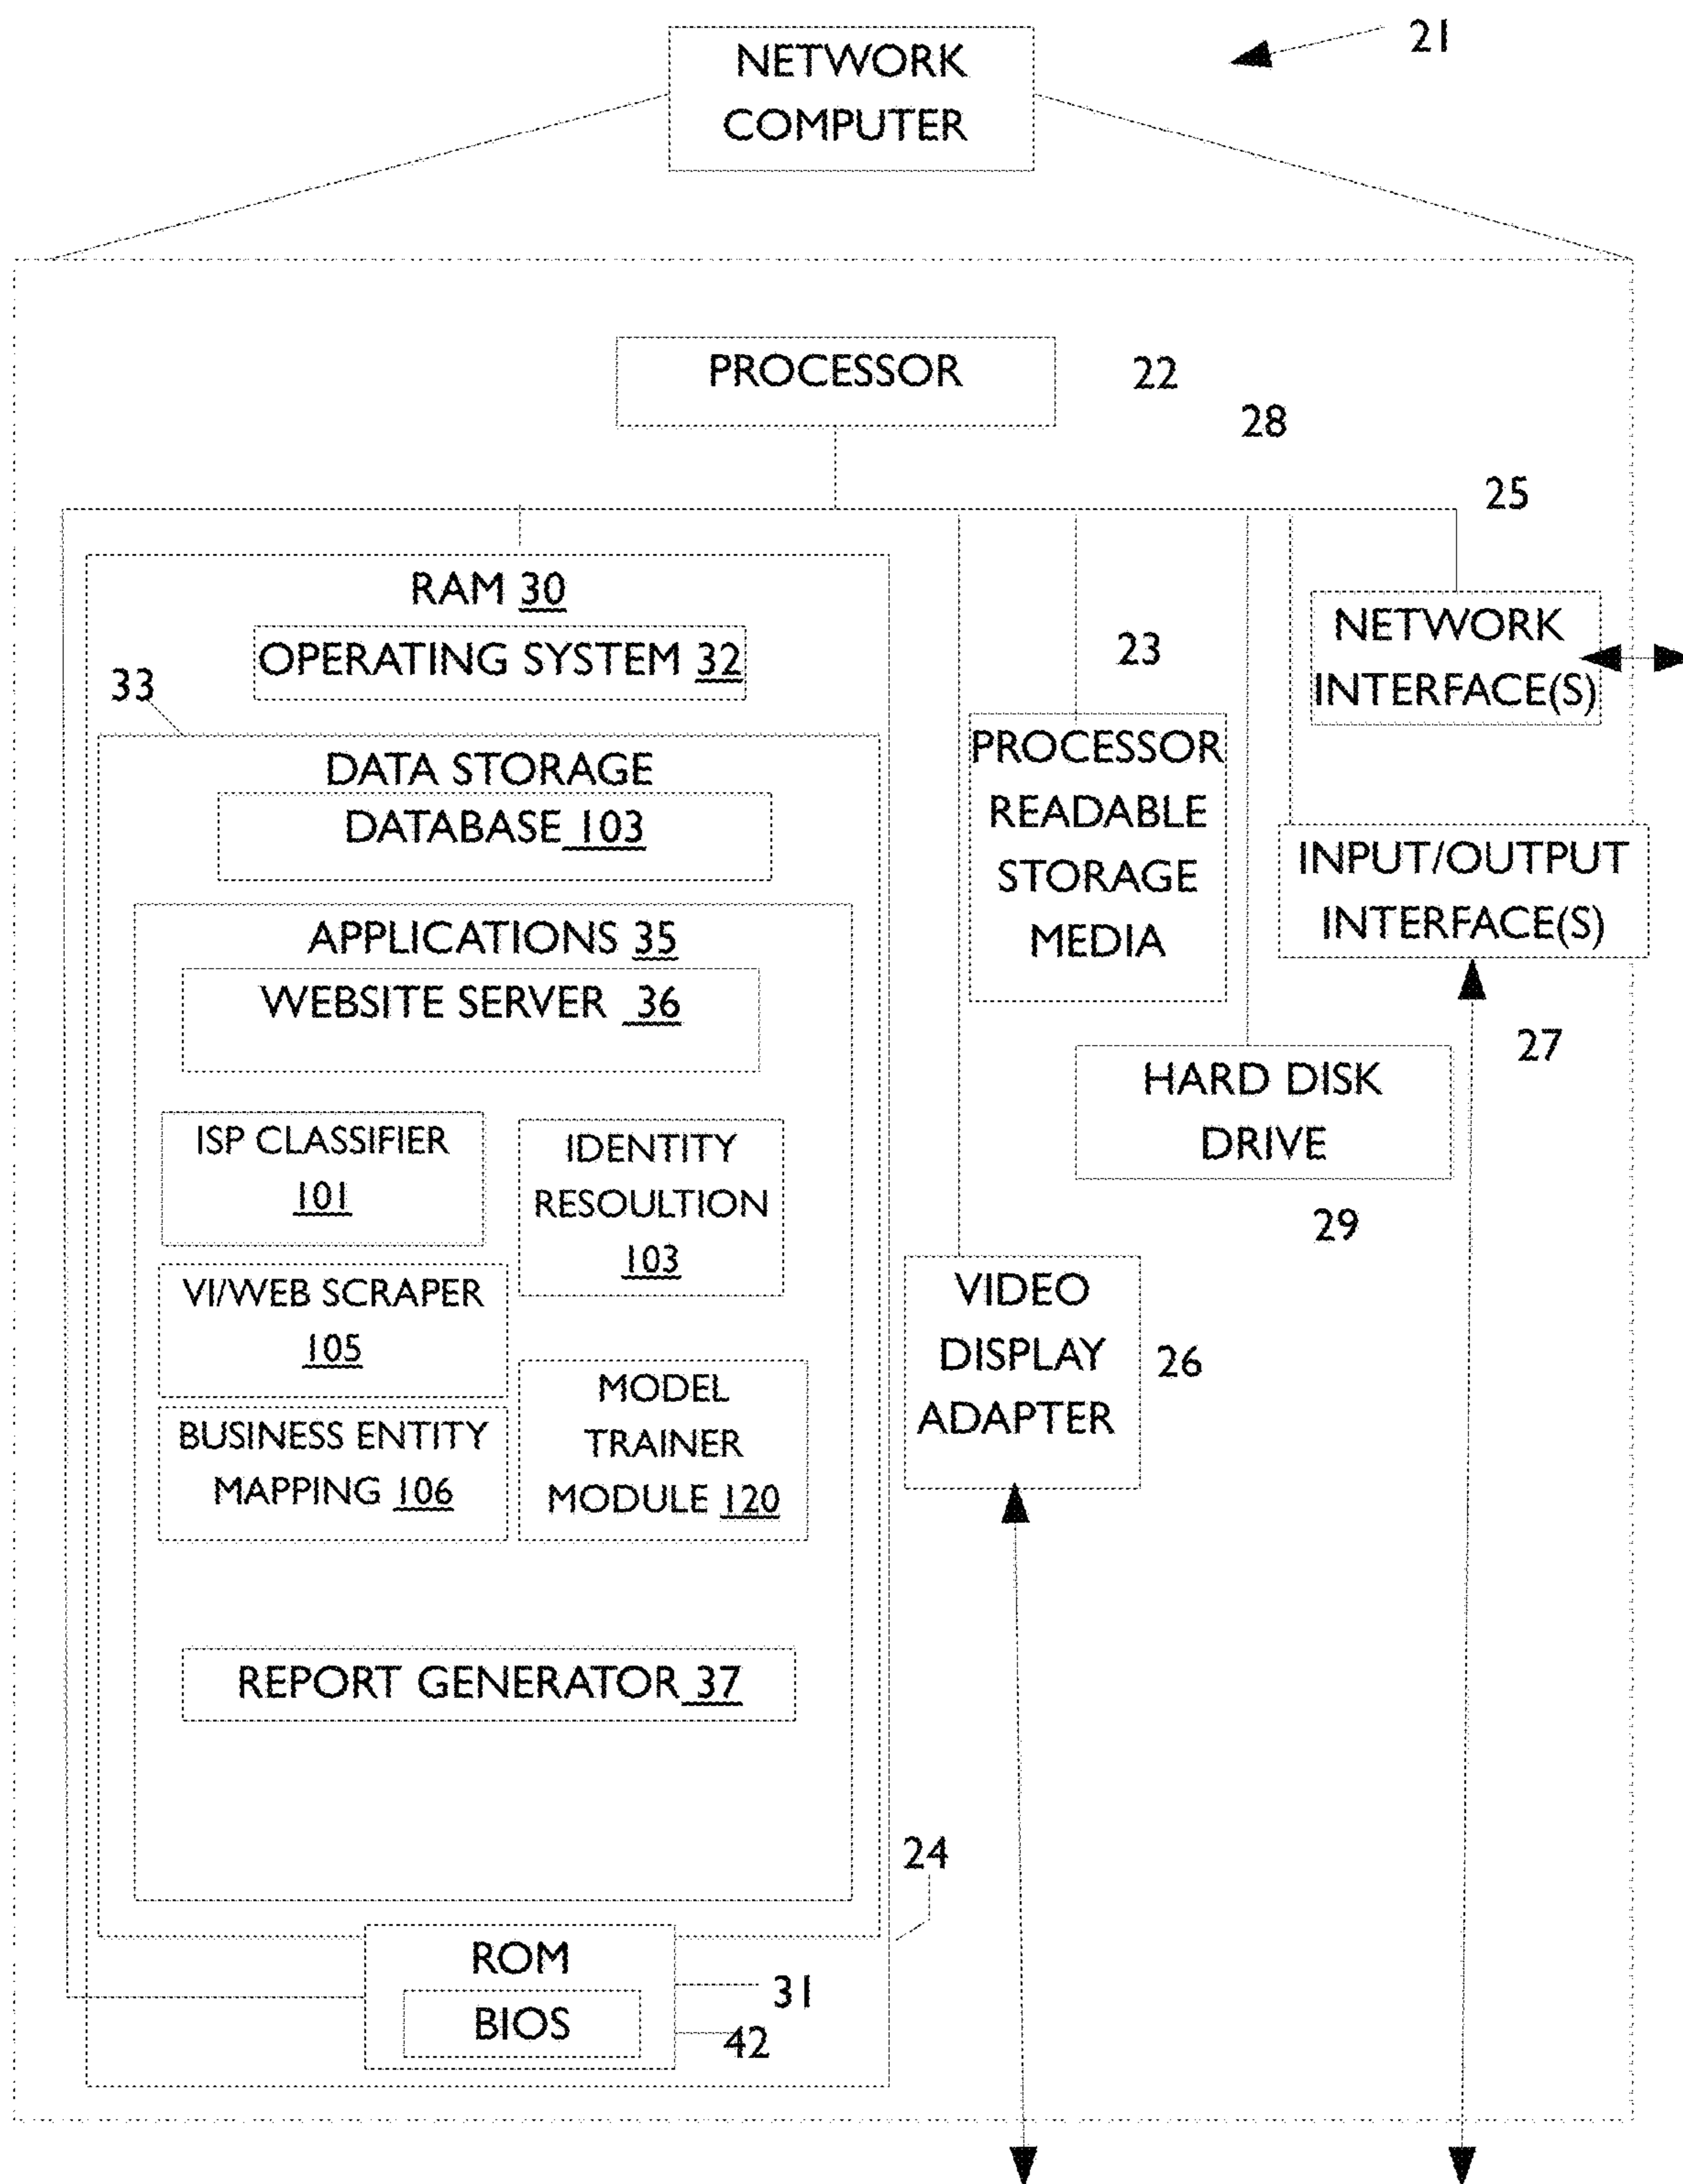 21
NETWORK
COMPUTER
PROCESSOR
22
28
25
RAM 30
OPERATING SYSTEM 32
33
DATA STORAGE
DATABASE 103
APPLICATIONS 35
WEBSITE SERVER 36
ISP CLASSIFIER
101
IDENTITY
RESOULTION
103
VI/WEB SCRAPER
105
MODEL
TRAINER
MODULE 120
BUSINESS ENTITY
MAPPING 106
REPORT GENERATOR 37
24
ROM
31
BIOS
42
23
PROCESSOR
READABLE
STORAGE
MEDIA
NETWORK
INTERFACE(S)
INPUT/OUTPUT
INTERFACE(S)
27
HARD DISK
DRIVE
29
VIDEO
DISPLAY
ADAPTER
26